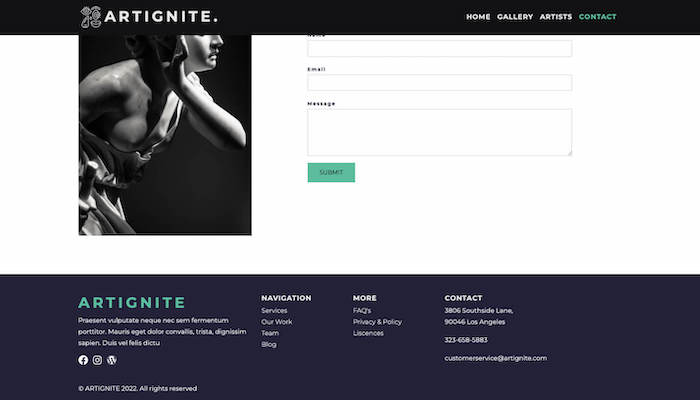 ARTIGNITE.
HOME GALLERY ARTISTS CONTACT
Name
Email
Message
SUBMIT
ARTIGNITE
Praesent vulputate neque nec sem fermentum
porttitor. Mauris eget dolor convallis, trista, dignissim
sapien. Duis vel felis dictu
© ARTIGNITE 2022. All rights reserved
NAVIGATION
Services
Our Work
Team
Blog
MORE
FAQ's
Privacy & Policy
Liscences
CONTACT
3806 Southside Lane,
90046 Los Angeles
323-658-5883
customerservice@artignite.com